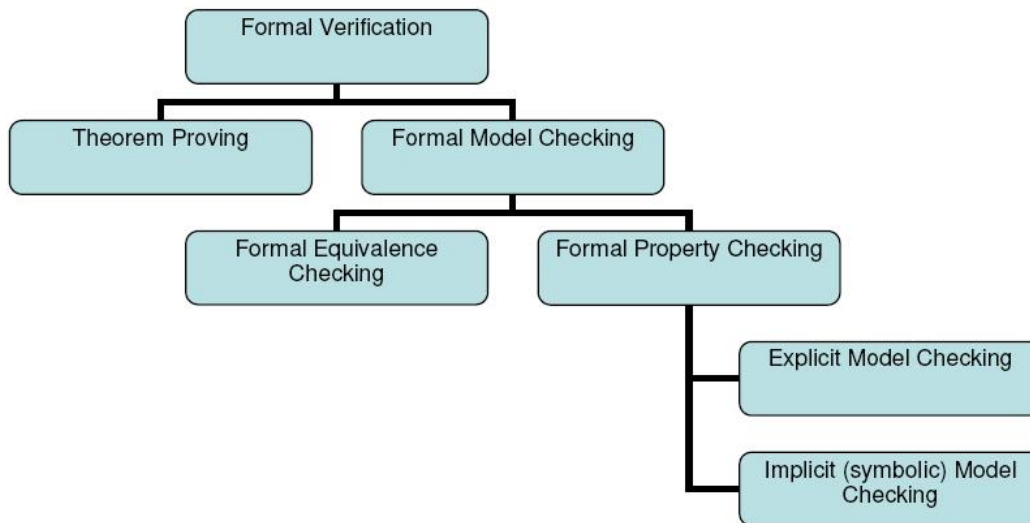 Formal Verification
Theorem Proving
Formal Model Checking
Formal Equivalence
Checking
Formal Property Checking
Explicit Model Checking
Implicit (symbolic) Model
Checking